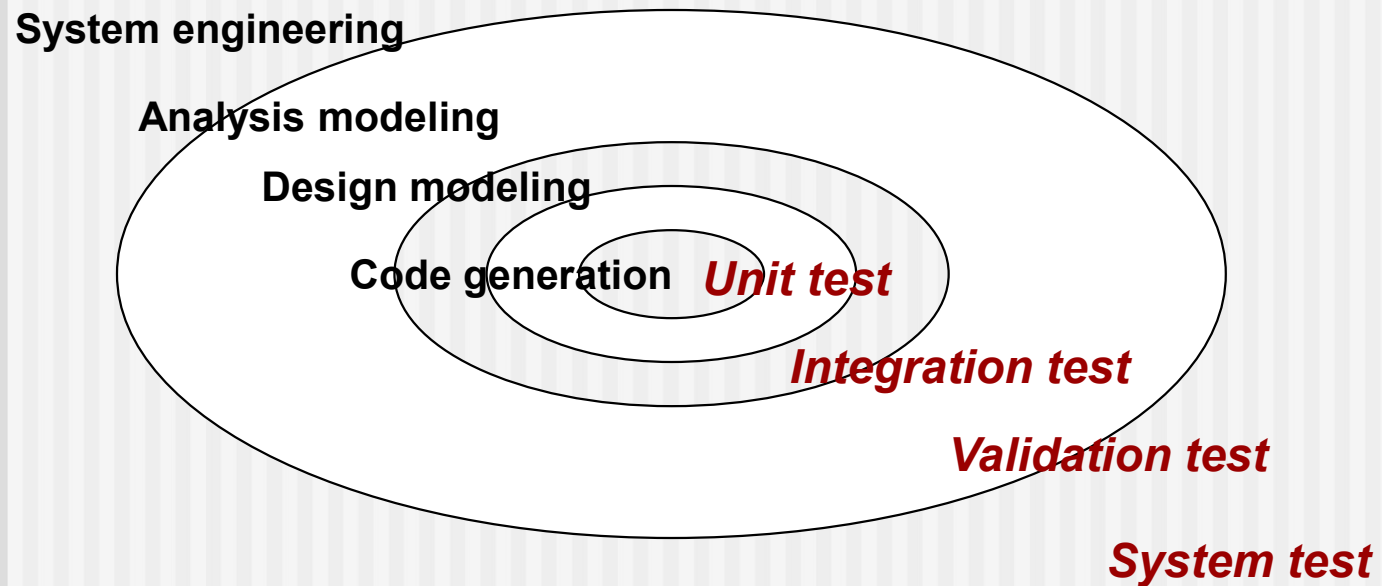 System engineering
Analysis modeling
Design modeling
Code generation Unit test
Integration test
Validation test
System test